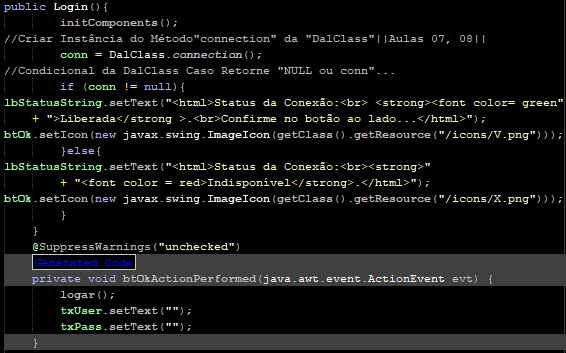 public Login(){
initComponents();
//Criar Instância do Método"connection" da "DalClass"||Aulas 07, 08||
conn = DalClass.connection();
//Condicional da DalClass Caso Retorne "NULL ou conn"...
if (conn != null){
lbStatusString.setText("<html>Status da Conexão:<br> <strong><font color= green"
+ ">Liberada</strong >.<br>Confirme no botão ao lado...</html>");
btOk.setIcon(new javax.swing.ImageIcon(getClass().getResource("/icons/V.png")));
}else{
lbStatusString.setText("<html>Status da Conexão:<br><strong>"
+ "<font color = red>Indisponível</strong>.</html>");
btOk.setIcon(new javax.swing.ImageIcon(getClass().getResource("/icons/X.png")));
}
}
@SuppressWarnings("unchecked")
Generated Code
private void btOkActionPerformed(java.awt.event.ActionEvent evt) {
logar();
txUser.setText("");
txPass.setText("");
}